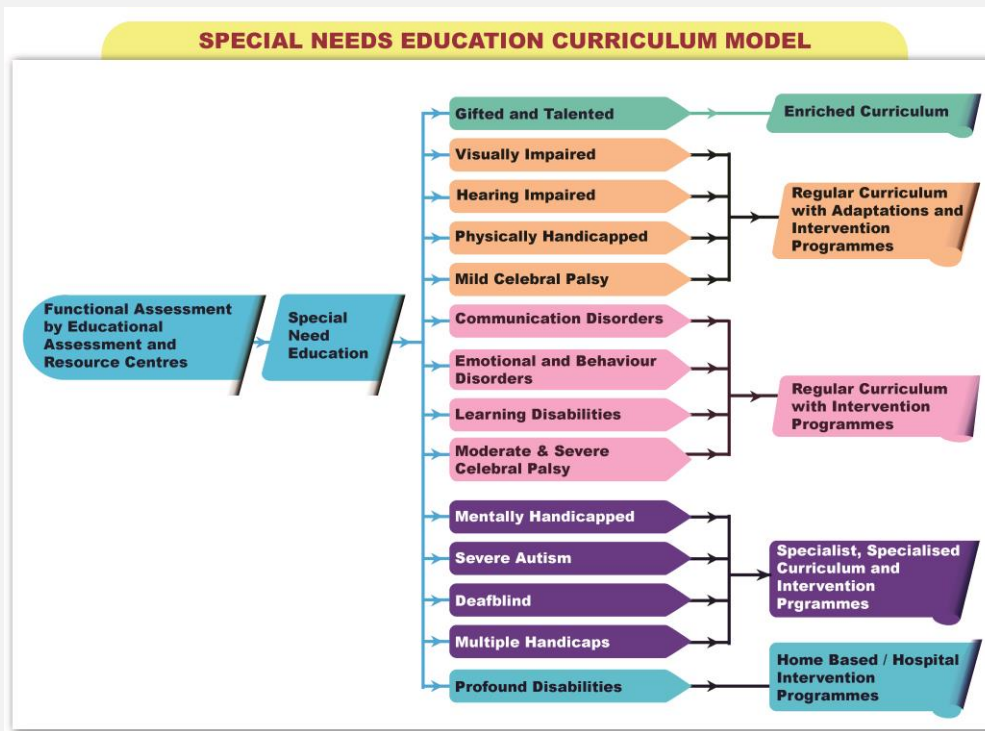 SPECIAL NEEDS EDUCATION CURRICULUM MODEL
Functional Assessment
by Educational
Assessment and
Resource Centres
Special
Need
Education
Gifted and Talented
Visually Impaired
Hearing Impaired
Physically Handicapped
Mild Celebral Palsy
Communication Disorders
Emotional and Behaviour
Disorders
Learning Disabilities
Moderate & Severe
Celebral Palsy
Mentally Handicapped
Severe Autism
Deafblind
Multiple Handicaps
Profound Disabilities
Enriched Curriculum
Regular Curriculum
with Adaptations and
Intervention
Programmes
Regular Curriculum
with Intervention
Programmes
Specialist, Specialised
Curriculum and
Intervention
Prgrammes
Home Based / Hospital
Intervention
Programmes